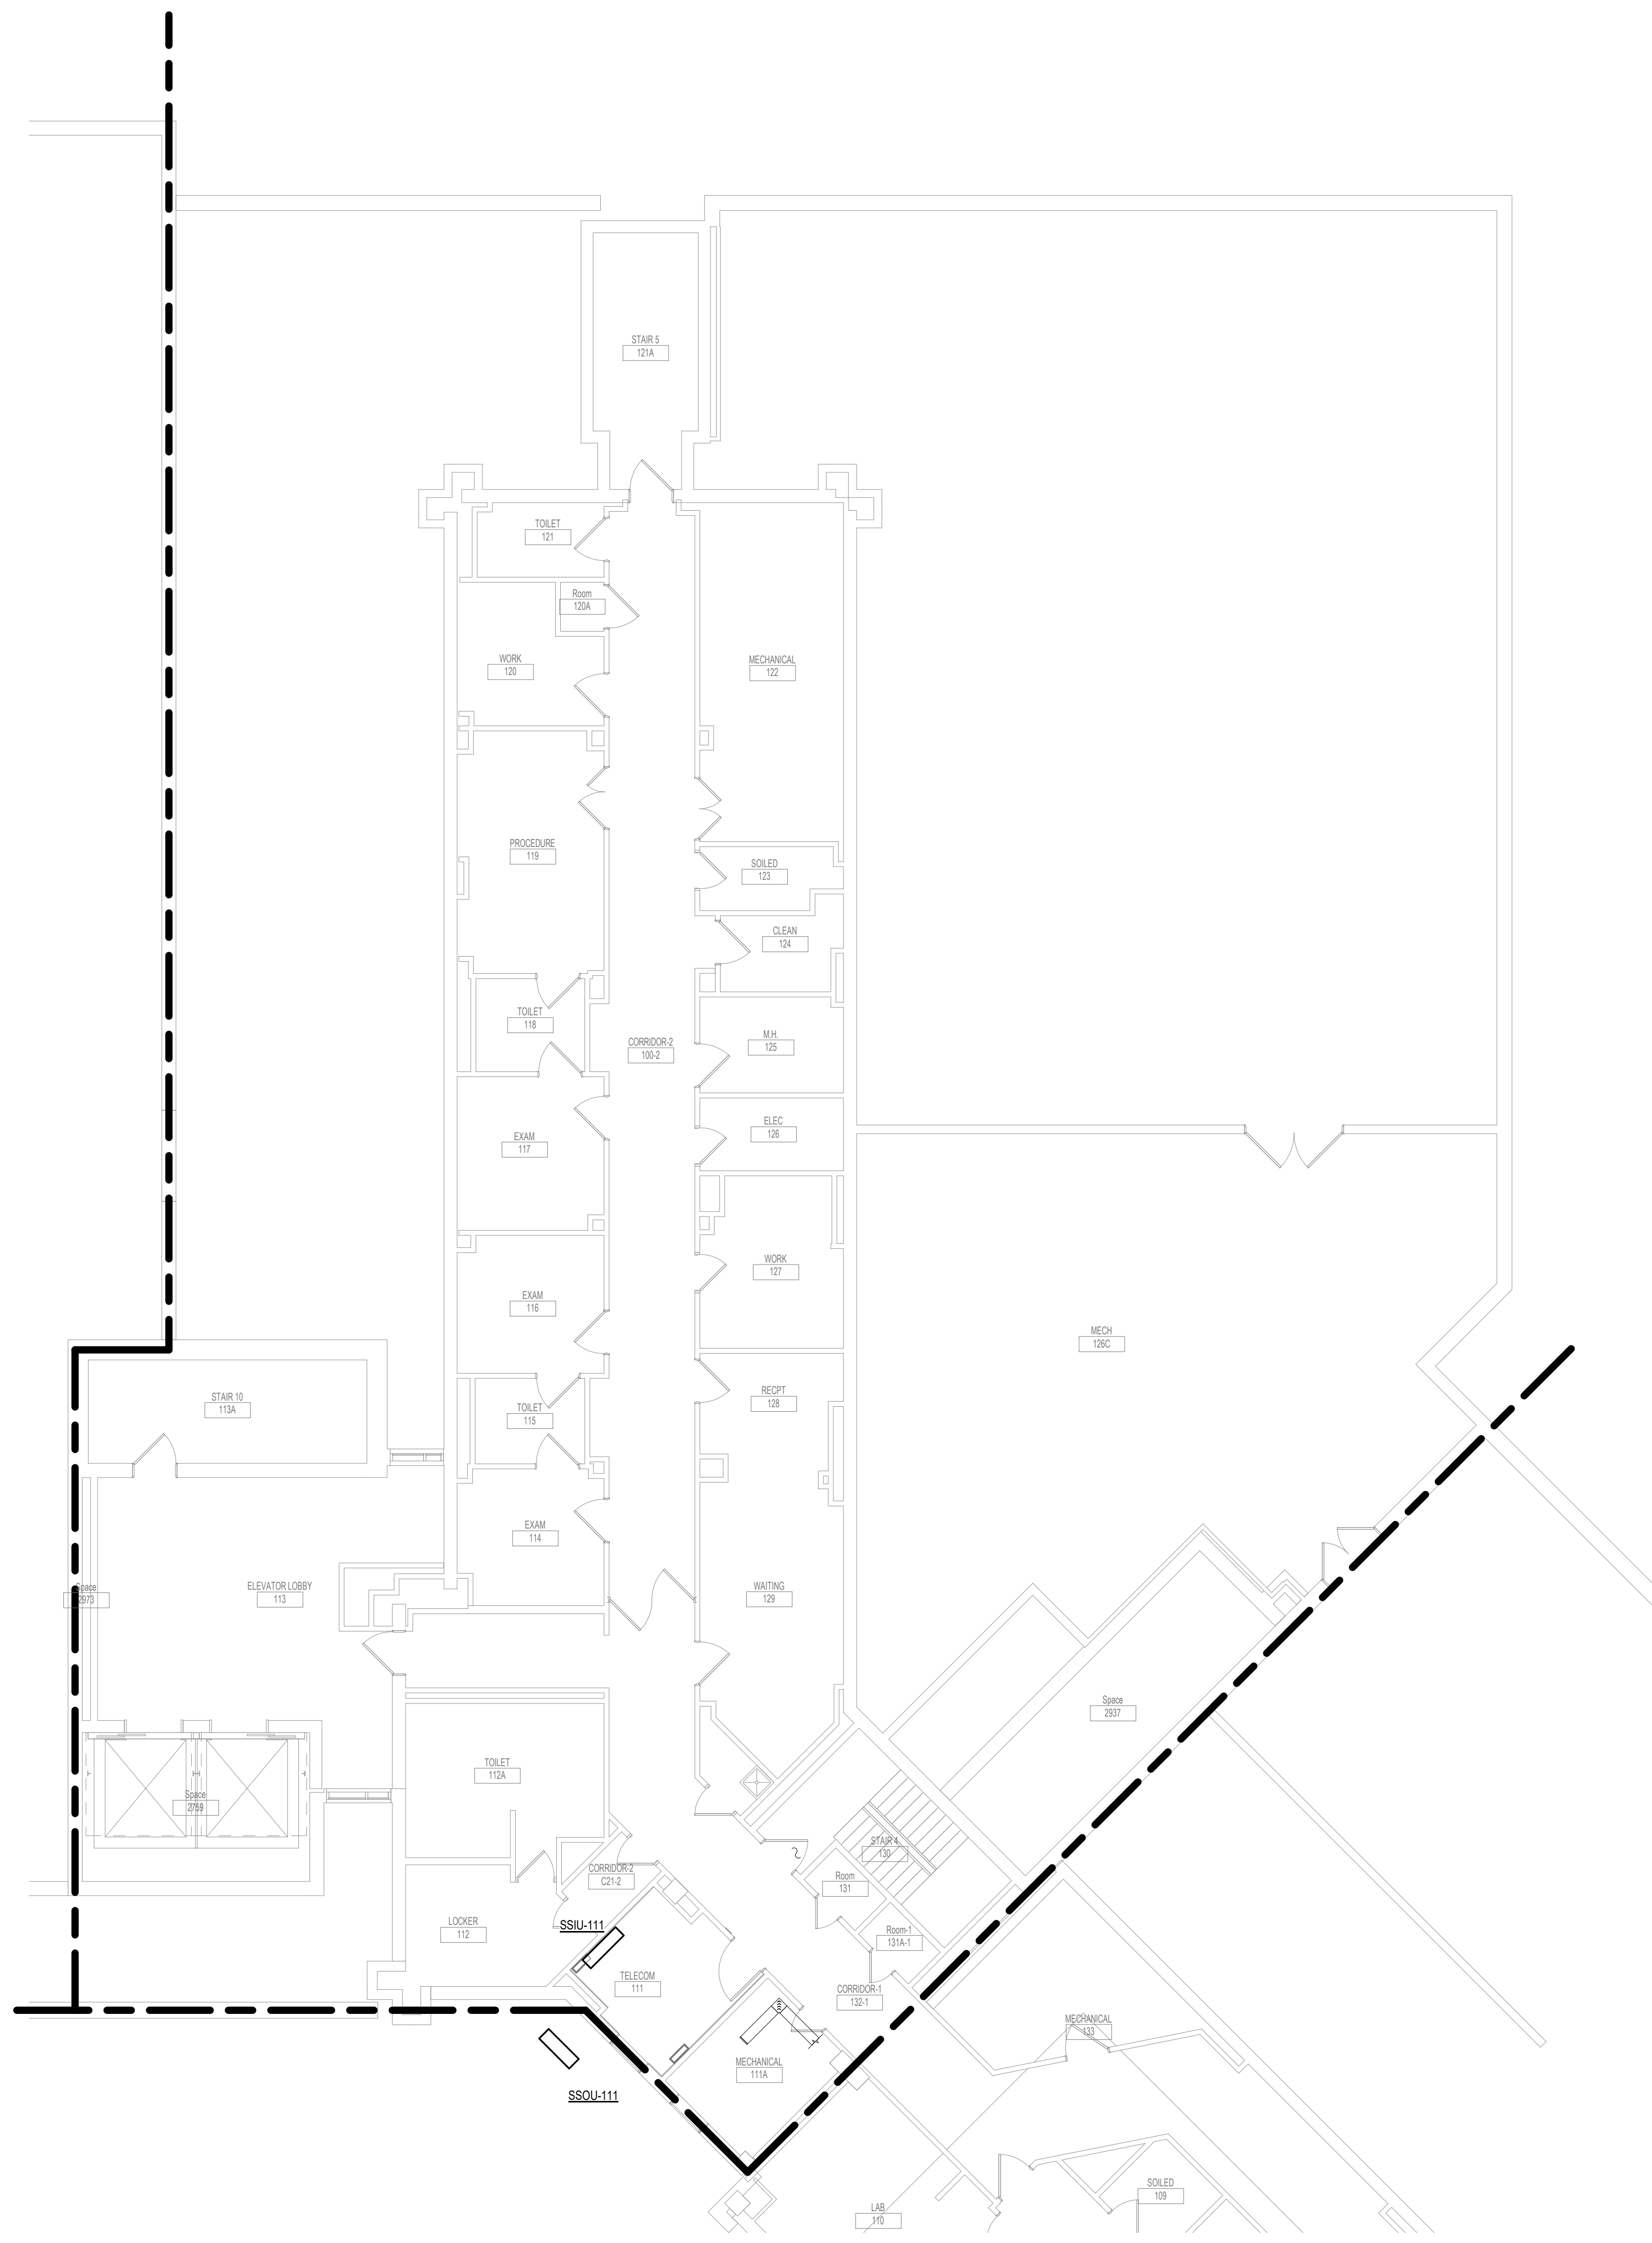 STAIR 5
121A
TOILET
121
Room
120A
WORK
120
MECHANICAL
122
PROCEDURE
119
SOILED
123
CLEAN
124
TOILET
118
CORRIDOR-2
100-2
M.H.
125
EXAM
117
ELEC
126
WORK
127
EXAM
116
MECH
126C
STAIR 10
113A
TOILET
115
RECPT
128
EXAM
114
Space
2973
ELEVATOR LOBBY
113
WAITING
129
Space
2937
TOILET
112A
Space
2759
STAIR 4
130
CORRIDOR-2
C21-2
Room
131
LOCKER
112
SSIU-111
Room-1
131A-1
TELECOM
111
CORRIDOR-1
132-1
MECHANICAL
133
MECHANICAL
111A
SSOU-111
SOILED
109
LAB
110